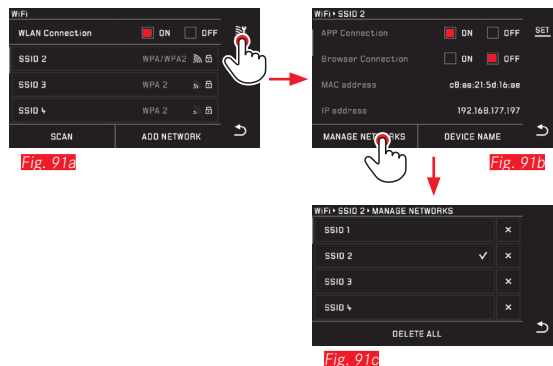 WiFi
WLAN Connection ON OFF
SSID 2 WPA/WPA2
SSID 3 WPA 2
SSID 4 WPA 2
SCAN ADD NETWORK
Fig. 91a
WiFi ▸ SSID 2
APP Connection ON OFF SET
Browser Connection ON OFF
MAC address c8:aa:21:5d:16:ae
IP address 192.168.177.197
MANAGE NETWORKS DEVICE NAME
Fig. 91b
WiFi ▸ SSID 2 ▸ MANAGE NETWORKS
SSID 1 ×
SSID 2 ✓ ×
SSID 3 ×
SSID 4 ×
DELETE ALL
Fig. 91c